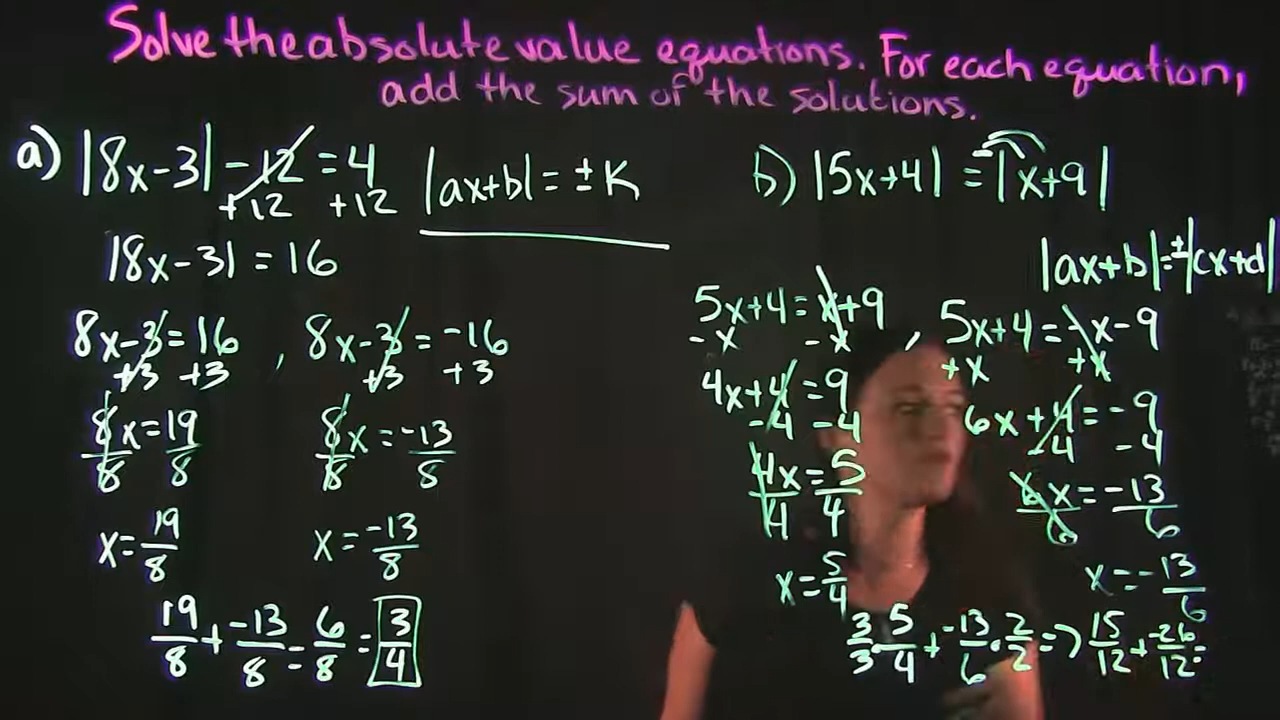 Solve the absolute value equations. For each equation,
add the sum of the solutions.
a) |8x-3| - 12 = 4
+12 +12
|ax+b| = ± K
|8x-3| = 16
8x-3 = 16 , 8x-3 = -16
+3 +3 +3 +3
8x/8 = 19/8 8x/8 = -13/8
x = 19/8 x = -13/8
19/8 + -13/8 = 6/8 = 3/4
b) |5x+4| = -|x+9|
|ax+b| = ±|cx+d|
5x+4 = x+9 , 5x+4 = -x-9
-x -x +x +x
4x+4 = 9 6x+4 = -9
-4 -4 -4 -4
4x/4 = 5/4 6x/6 = -13/6
x = 5/4 x = -13/6
3/3 · 5/4 + -13/6 · 2/2 => 15/12 + -26/12 =